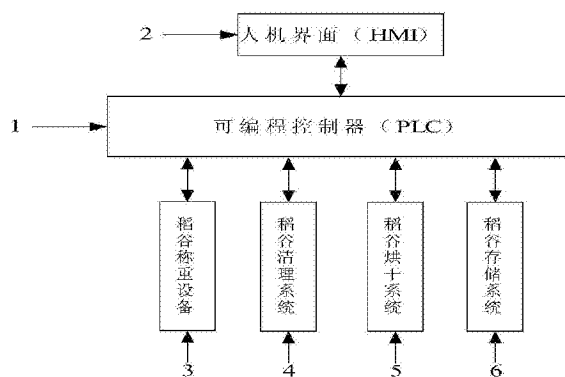 2
人机界面（HMI）
1
可编程控制器（PLC）
稻谷称重设备
稻谷清理系统
稻谷烘干系统
稻谷存储系统
3
4
5
6